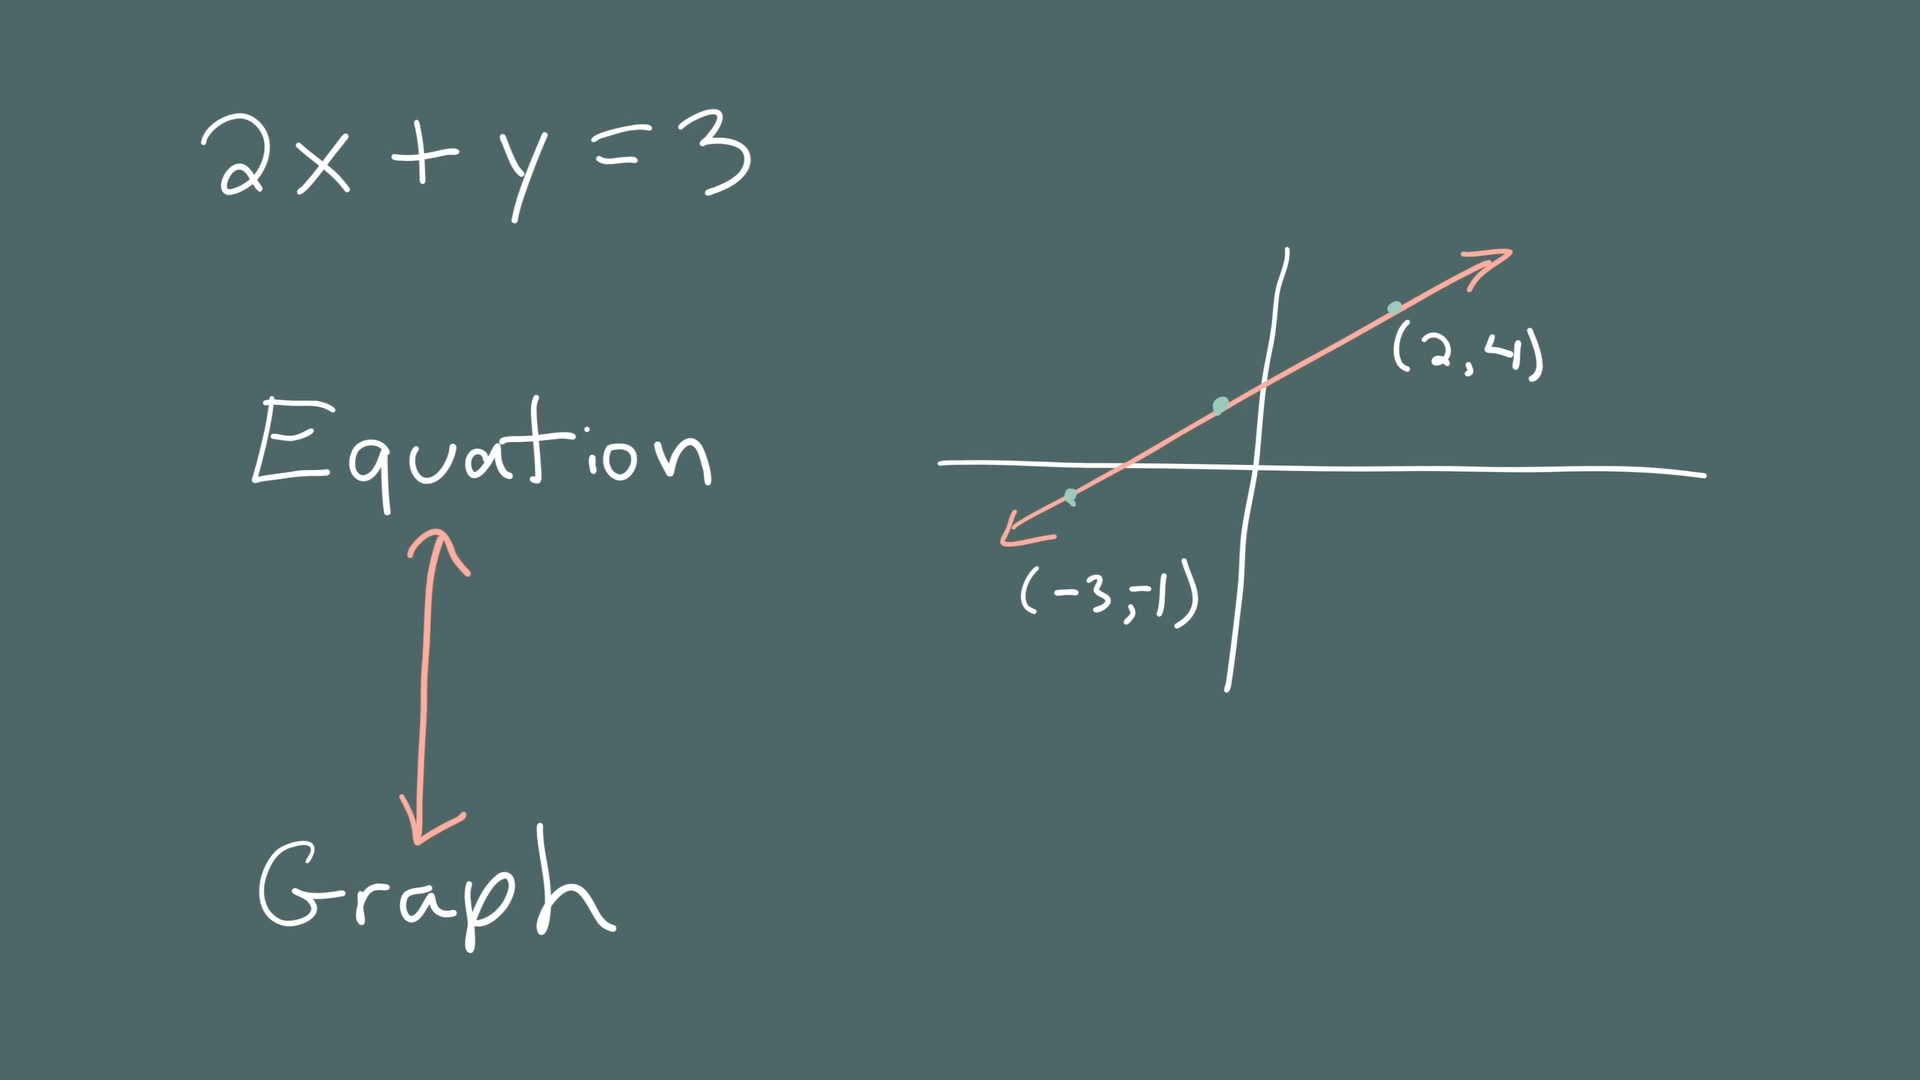 2x + y = 3
(2, 4)
Equation
(-3, -1)
Graph